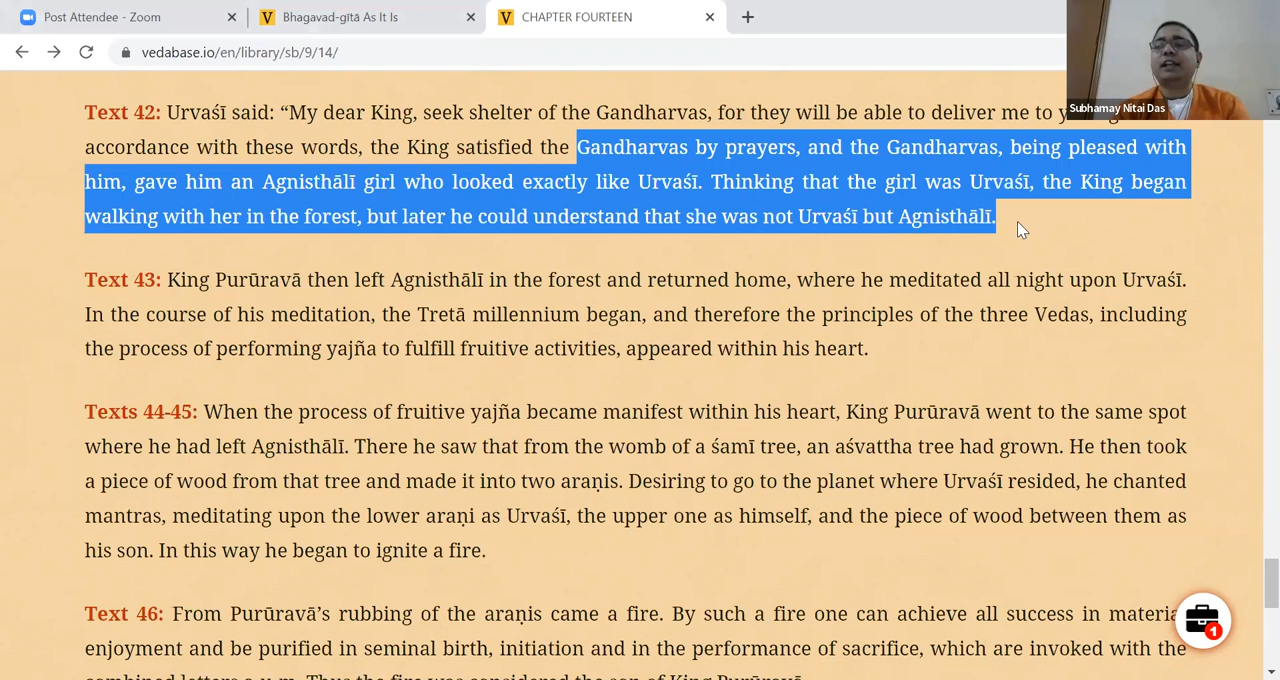 Post Attendee - Zoom
Bhagavad-gītā As It Is
CHAPTER FOURTEEN
vedabase.io/en/library/sb/9/14/
Subhamay Nitai Das
Text 42: Urvaśī said: “My dear King, seek shelter of the Gandharvas, for they will be able to deliver me to
accordance with these words, the King satisfied the Gandharvas by prayers, and the Gandharvas, being pleased with
him, gave him an Agnisthālī girl who looked exactly like Urvaśī. Thinking that the girl was Urvaśī, the King began
walking with her in the forest, but later he could understand that she was not Urvaśī but Agnisthālī.
Text 43: King Purūravā then left Agnisthālī in the forest and returned home, where he meditated all night upon Urvaśī.
In the course of his meditation, the Tretā millennium began, and therefore the principles of the three Vedas, including
the process of performing yajña to fulfill fruitive activities, appeared within his heart.
Texts 44-45: When the process of fruitive yajña became manifest within his heart, King Purūravā went to the same spot
where he had left Agnisthālī. There he saw that from the womb of a śamī tree, an aśvattha tree had grown. He then took
a piece of wood from that tree and made it into two araṇis. Desiring to go to the planet where Urvaśī resided, he chanted
mantras, meditating upon the lower araṇi as Urvaśī, the upper one as himself, and the piece of wood between them as
his son. In this way he began to ignite a fire.
Text 46: From Purūravā’s rubbing of the araṇis came a fire. By such a fire one can achieve all success in materia
enjoyment and be purified in seminal birth, initiation and in the performance of sacrifice, which are invoked with the
combined letters a-u-m. Thus the fire was considered the son of King Purūravā.
1